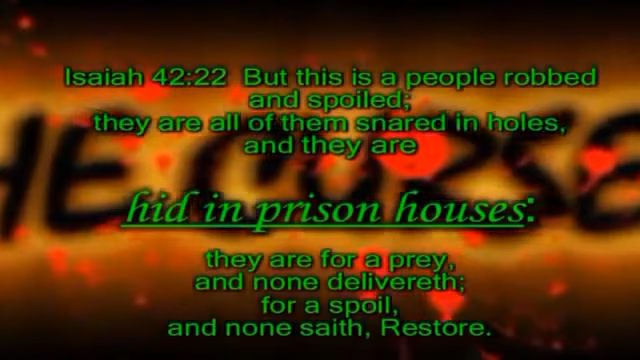 HE CURSE
Isaiah 42:22 But this is a people robbed
and spoiled;
they are all of them snared in holes,
and they are
hid in prison houses:
they are for a prey,
and none delivereth;
for a spoil,
and none saith, Restore.